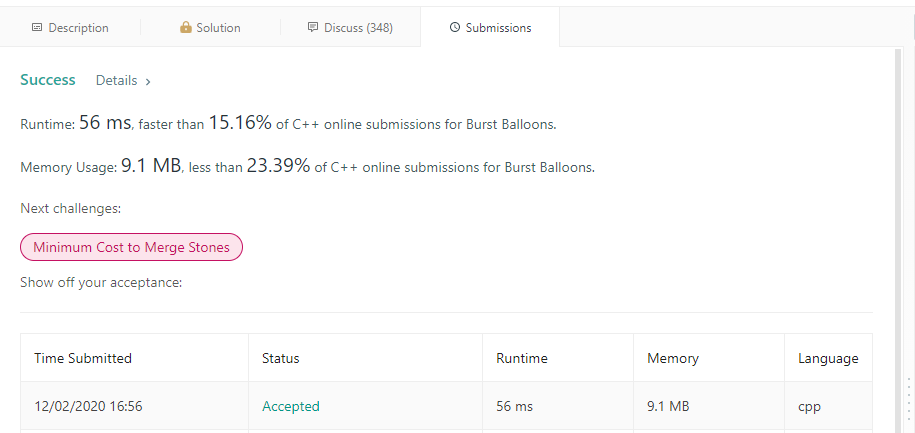 Description Solution Discuss (348) Submissions
Success Details >
Runtime: 56 ms, faster than 15.16% of C++ online submissions for Burst Balloons.
Memory Usage: 9.1 MB, less than 23.39% of C++ online submissions for Burst Balloons.
Next challenges:
Minimum Cost to Merge Stones
Show off your acceptance:
Time Submitted Status Runtime Memory Language
12/02/2020 16:56 Accepted 56 ms 9.1 MB cpp